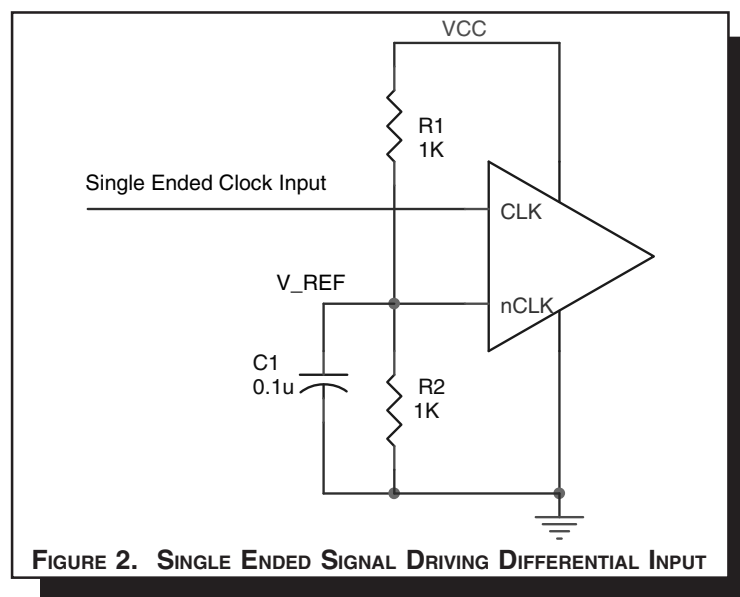 VCC
R1
1K
Single Ended Clock Input
CLK
V_REF
nCLK
C1
0.1u
R2
1K
FIGURE 2. SINGLE ENDED SIGNAL DRIVING DIFFERENTIAL INPUT